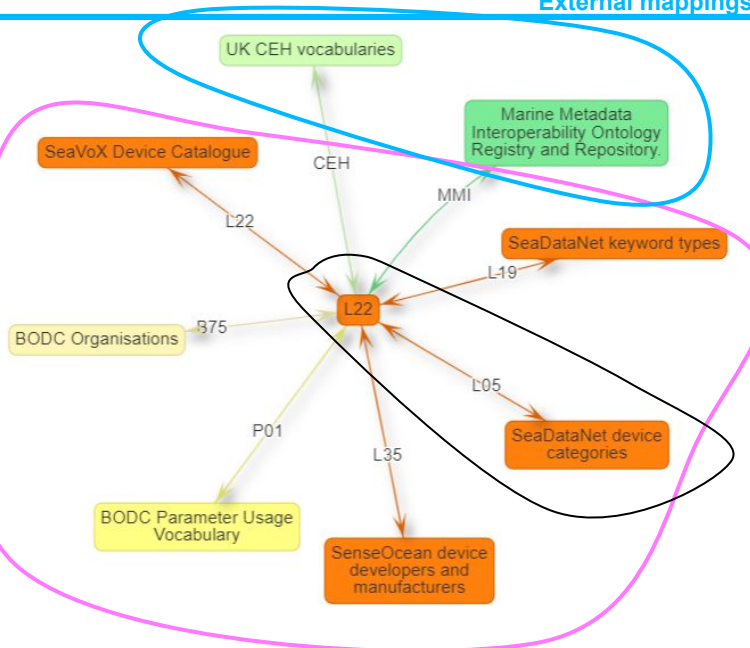 External mappings
UK CEH vocabularies
Marine Metadata
Interoperability Ontology
Registry and Repository.
SeaVoX Device Catalogue
CEH
MMI
L22
SeaDataNet keyword types
L19
L22
B75
BODC Organisations
L05
SeaDataNet device
categories
P01
L35
BODC Parameter Usage
Vocabulary
SenseOcean device
developers and
manufacturers